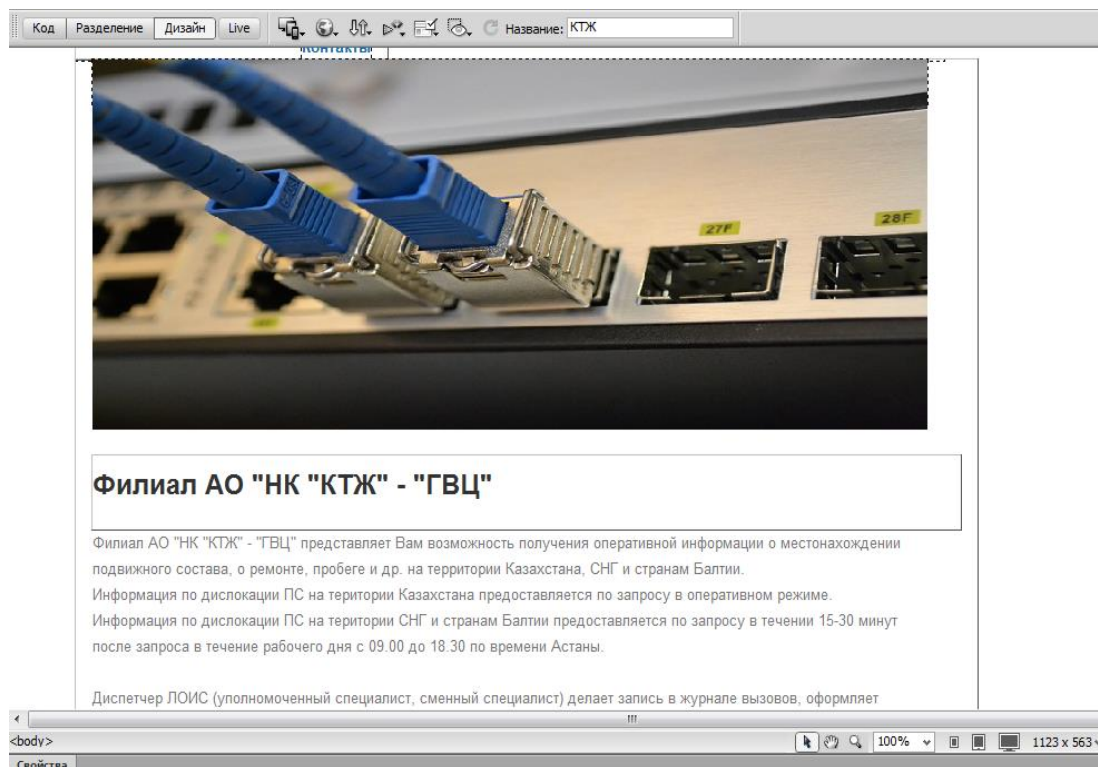 Код Разделение Дизайн Live Название: КТЖ
Контакты
27F 28F
Филиал АО "НК "КТЖ" - "ГВЦ"
Филиал АО "НК "КТЖ" - "ГВЦ" представляет Вам возможность получения оперативной информации о местонахождении
подвижного состава, о ремонте, пробеге и др. на территории Казахстана, СНГ и странам Балтии.
Информация по дислокации ПС на територии Казахстана предоставляется по запросу в оперативном режиме.
Информация по дислокации ПС на територии СНГ и странам Балтии предоставляется по запросу в течении 15-30 минут
после запроса в течение рабочего дня с 09.00 до 18.30 по времени Астаны.
Диспетчер ЛОИС (уполномоченный специалист, сменный специалист) делает запись в журнале вызовов, оформляет
<body> 100% 1123 x 563
Свойства